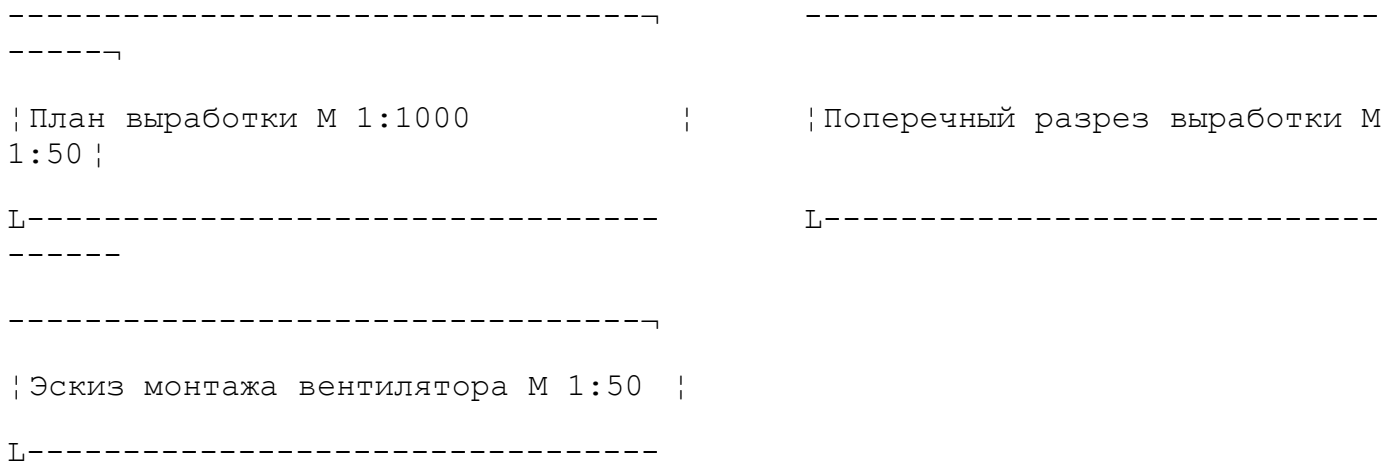 ---------------------------------¬ ------------------------------
-----¬
¦План выработки М 1:1000 ¦ ¦Поперечный разрез выработки М
1:50¦
L--------------------------------- L-----------------------------
------
---------------------------------¬
¦Эскиз монтажа вентилятора М 1:50 ¦
L---------------------------------